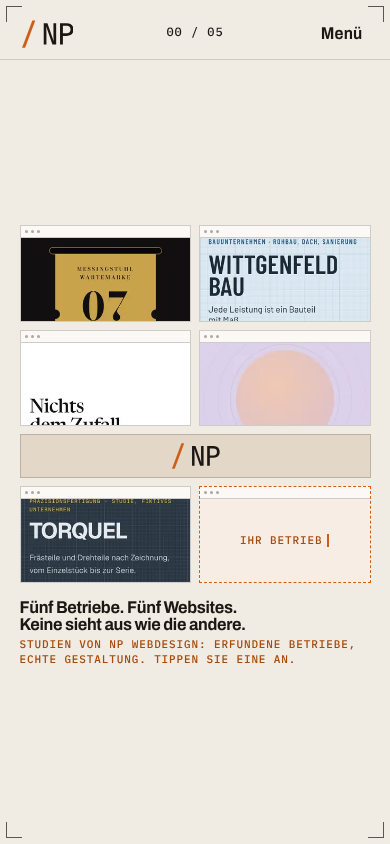 / NP
00 / 05
Menü
MESSINGSTUHL
WARTEMARKE
07
BAUUNTERNEHMEN · ROHBAU, DACH, SANIERUNG
WITTGENFELD
BAU
Jede Leistung ist ein Bauteil
mit Maß
Nichts
dem Zufall
/ NP
PRÄZISIONSFERTIGUNG · STUDIE, FIKTIVES
UNTERNEHMEN
TORQUEL
Frästeile und Drehteile nach Zeichnung,
vom Einzelstück bis zur Serie.
IHR BETRIEB
Fünf Betriebe. Fünf Websites.
Keine sieht aus wie die andere.
STUDIEN VON NP WEBDESIGN: ERFUNDENE BETRIEBE,
ECHTE GESTALTUNG. TIPPEN SIE EINE AN.